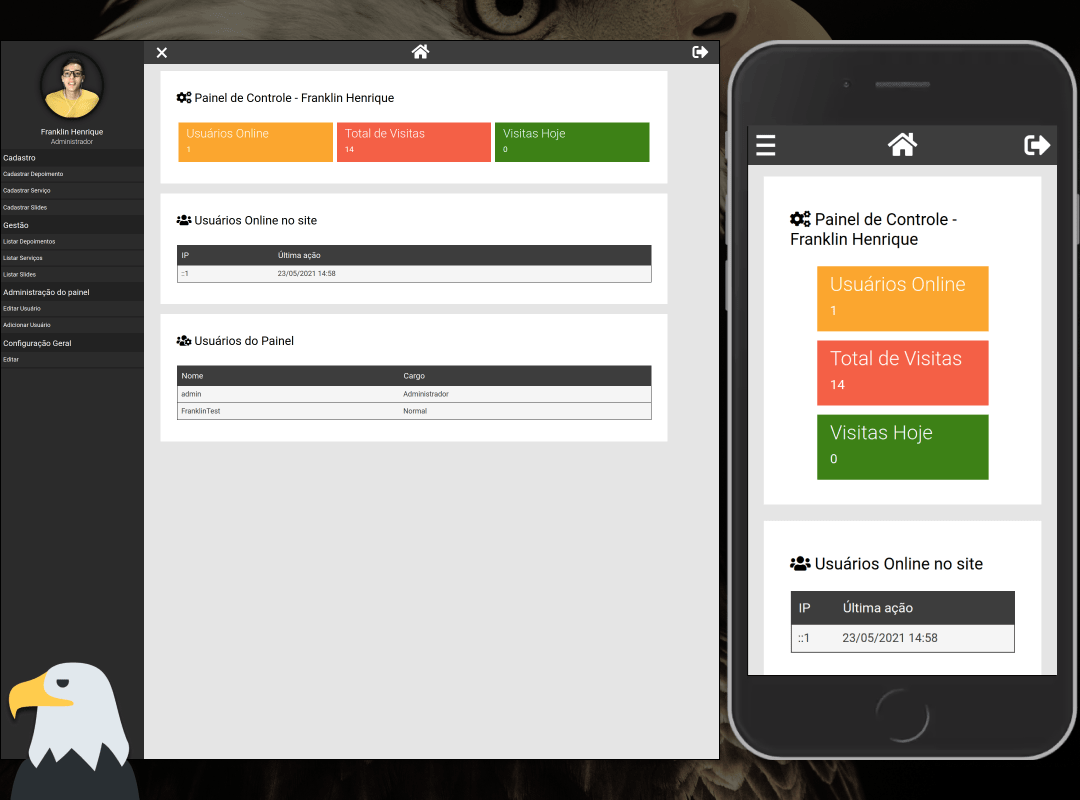 Franklin Henrique
Administrador
Cadastro
Cadastrar Depoimento
Cadastrar Serviço
Cadastrar Slides
Gestão
Listar Depoimentos
Listar Serviços
Listar Slides
Administração do painel
Editar Usuário
Adicionar Usuário
Configuração Geral
Editar
Painel de Controle - Franklin Henrique
Usuários Online
1
Total de Visitas
14
Visitas Hoje
0
Usuários Online no site
IP Última ação
::1 23/05/2021 14:58
Usuários do Painel
Nome Cargo
admin Administrador
FranklinTest Normal
Painel de Controle -
Franklin Henrique
Usuários Online
1
Total de Visitas
14
Visitas Hoje
0
Usuários Online no site
IP Última ação
::1 23/05/2021 14:58